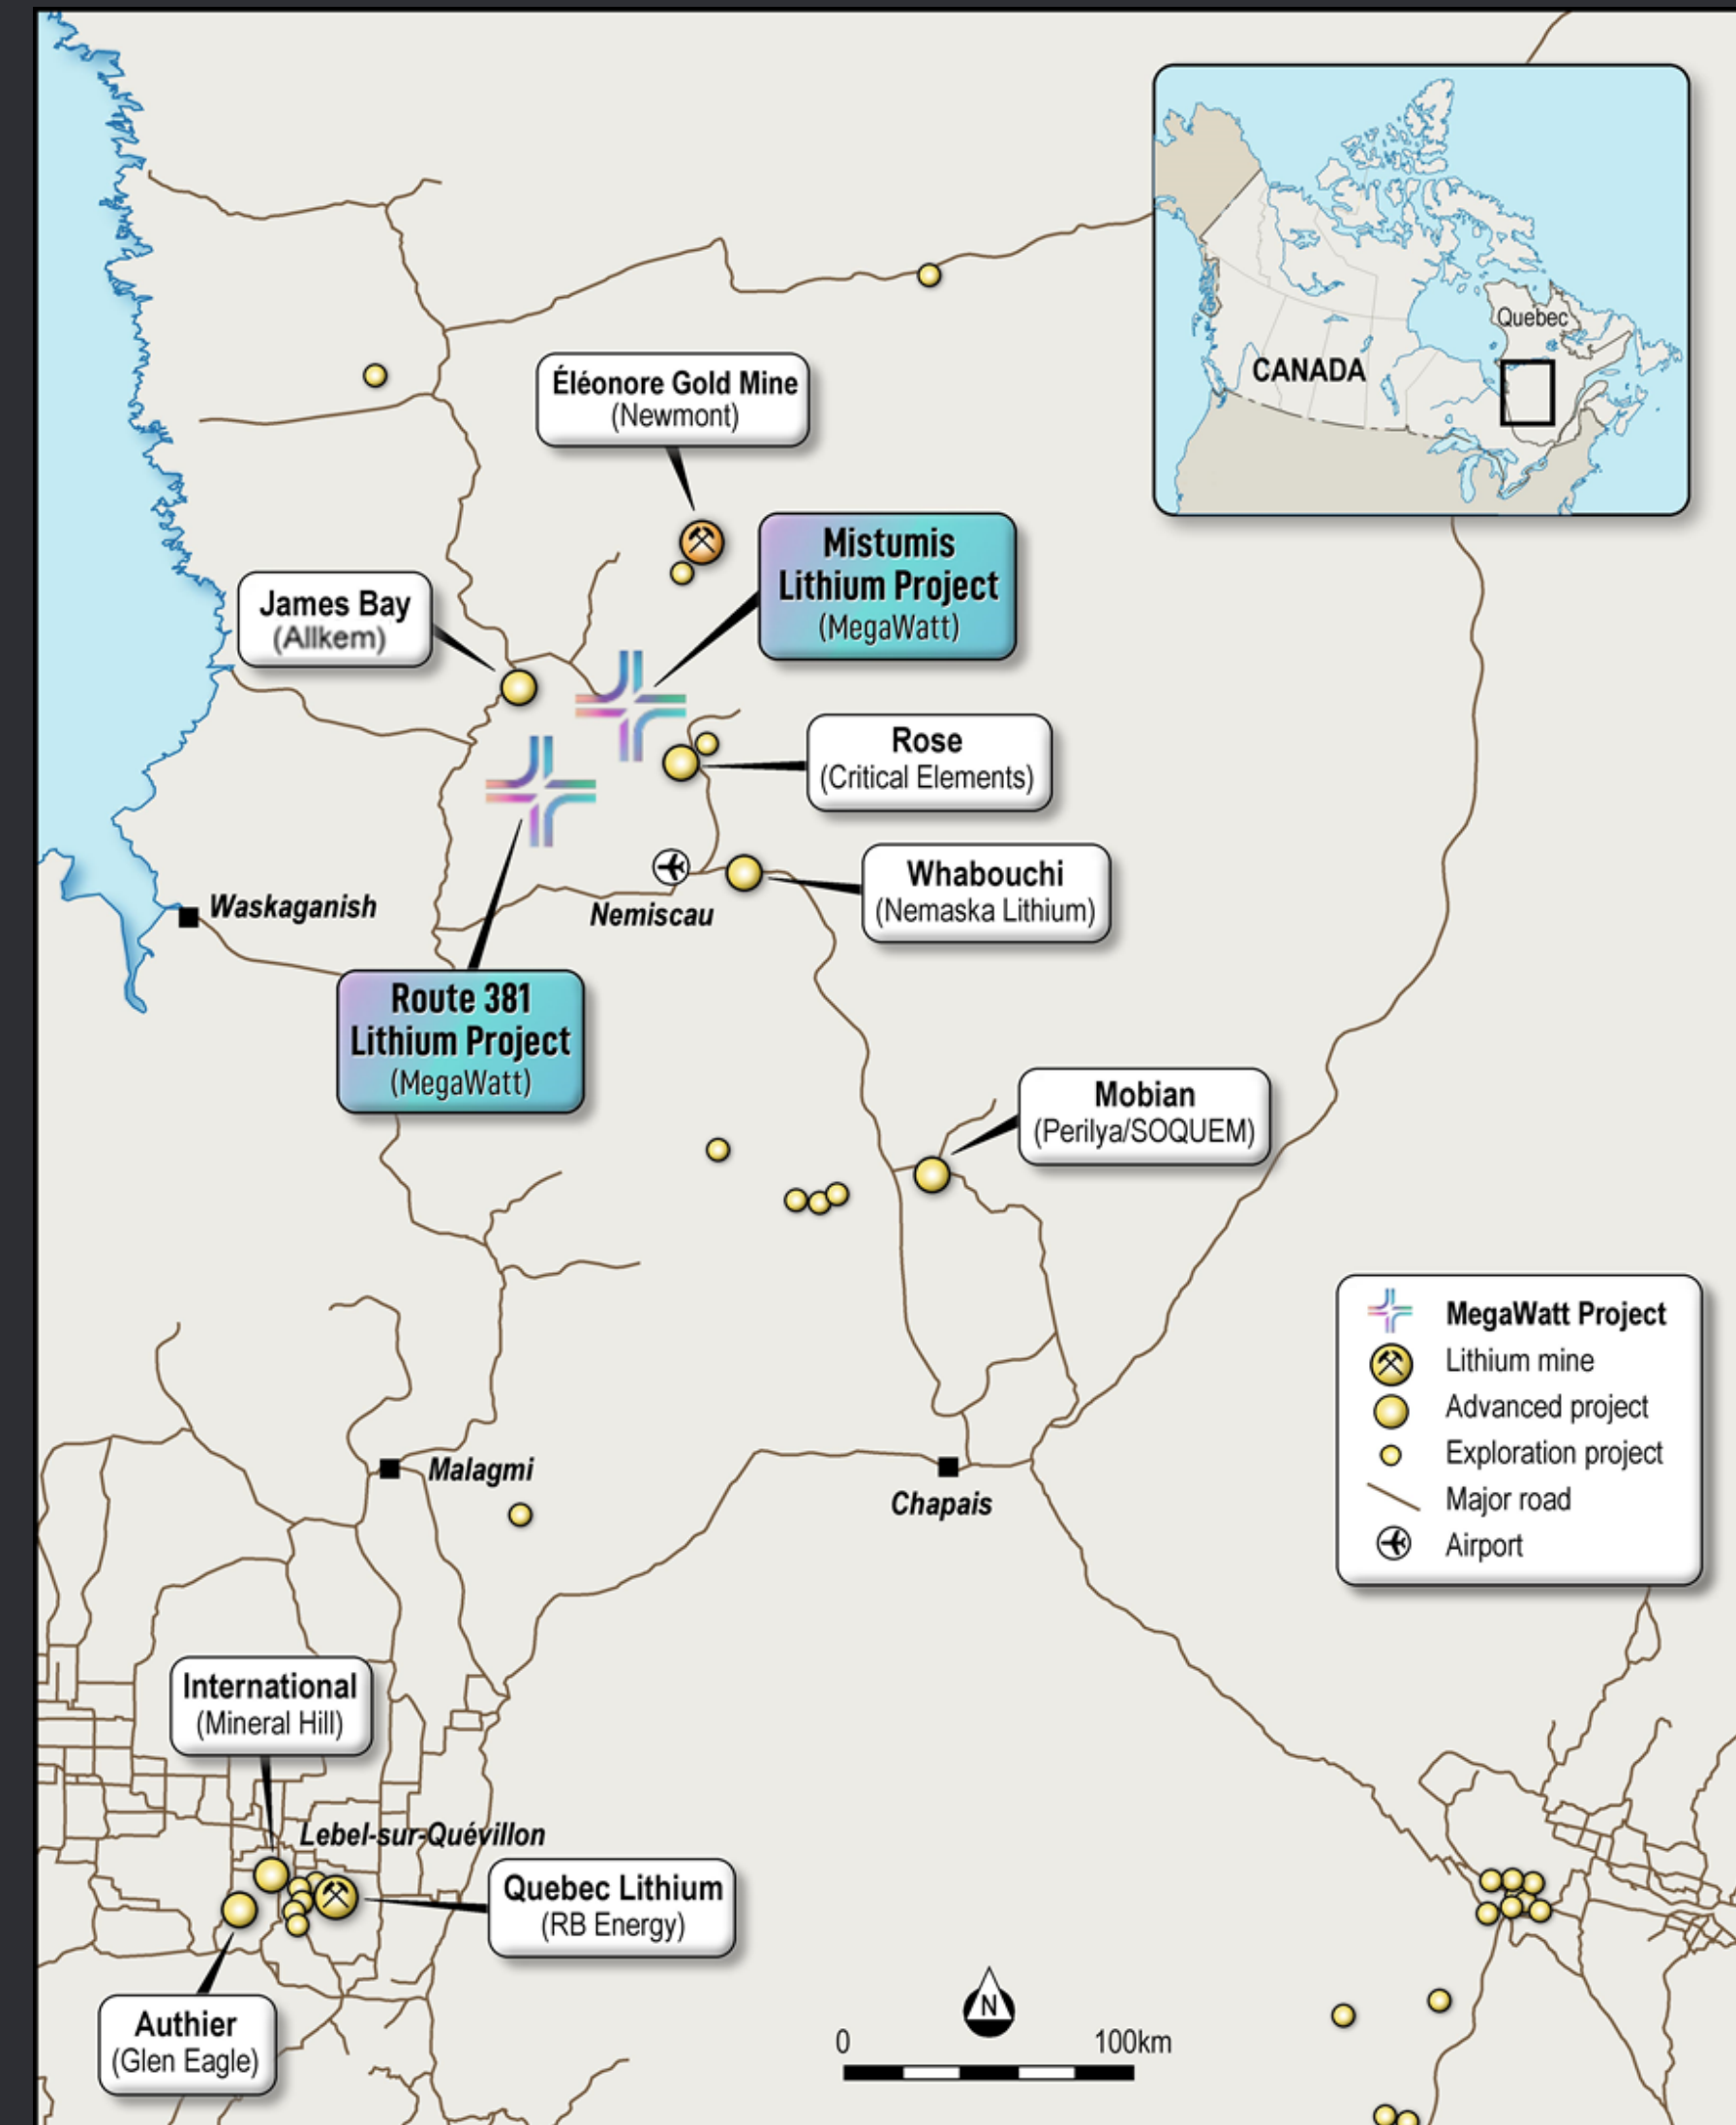 Quebec
CANADA
Éléonore Gold Mine
(Newmont)
Mistumis
Lithium Project
(MegaWatt)
James Bay
(Allkem)
Rose
(Critical Elements)
Whabouchi
(Nemaska Lithium)
Waskaganish
Nemiscau
Route 381
Lithium Project
(MegaWatt)
Mobian
(Perilya/SOQUEM)
MegaWatt Project
Lithium mine
Advanced project
Exploration project
Major road
Airport
Malagmi
Chapais
International
(Mineral Hill)
Lebel-sur-Quévillon
Quebec Lithium
(RB Energy)
Authier
(Glen Eagle)
N
0 100km